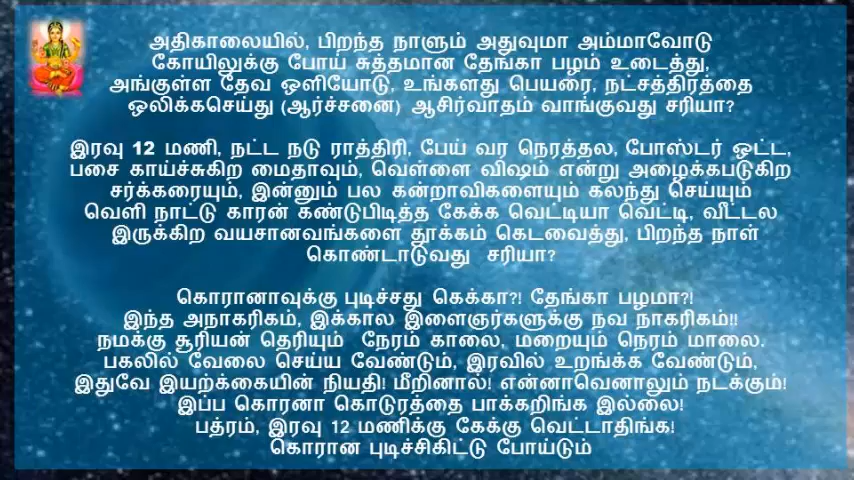 அதிகாலையில், பிறந்த நாளும் அதுவுமா அம்மாவோடு
கோயிலுக்கு போய் சுத்தமான தேங்கா பழம் உடைத்து,
அங்குள்ள தேவ ஒளியோடு, உங்களது பெயரை, நட்சத்திரத்தை
ஒலிக்கசெய்து (ஆர்ச்சனை) ஆசிர்வாதம் வாங்குவது சரியா?
இரவு 12 மணி, நட்ட நடு ராத்திரி, பேய் வர நெரத்தல, போஸ்டர் ஒட்ட,
பசை காய்ச்சுகிற மைதாவும், வெள்ளை விஷம் என்று அழைக்கபடுகிற
சர்க்கரையும், இன்னும் பல கன்றாவிகளையும் கலந்து செய்யும்
வெளி நாட்டு காரன் கண்டுபிடித்த கேக்க வெட்டியா வெட்டி, வீட்டல
இருக்கிற வயசானவங்களை தூக்கம் கெடவைத்து, பிறந்த நாள்
கொண்டாடுவது சரியா?
கொரானாவுக்கு புடிச்சது கெக்கா?! தேங்கா பழமா?!
இந்த அநாகரிகம், இக்கால இளைஞர்களுக்கு நவ நாகரிகம்!!
நமக்கு சூரியன் தெரியும் நேரம் காலை, மறையும் நெரம் மாலை.
பகலில் வேலை செய்ய வேண்டும், இரவில் உறங்க்க வேண்டும்,
இதுவே இயற்க்கையின் நியதி! மீறினால்! என்னாவெனாலும் நடக்கும்!
இப்ப கொரனா கொடுரத்தை பாக்கறிங்க இல்லை!
பத்ரம், இரவு 12 மணிக்கு கேக்கு வெட்டாதிங்க!
கொரான புடிச்சிகிட்டு போய்டும்